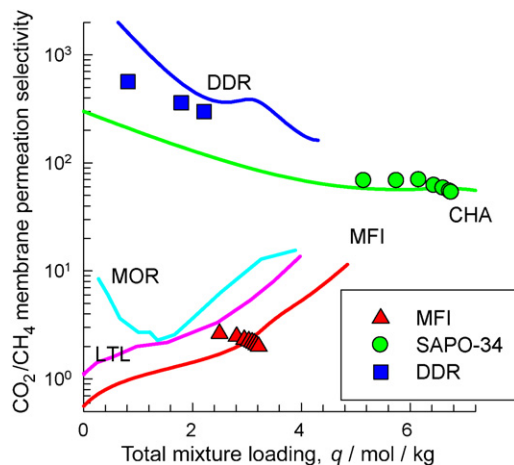 CO₂/CH₄ membrane permeation selectivity
10³
10²
10¹
10⁰
DDR
CHA
MFI
MOR
LTL
MFI
SAPO-34
DDR
0 2 4 6
Total mixture loading, q / mol / kg